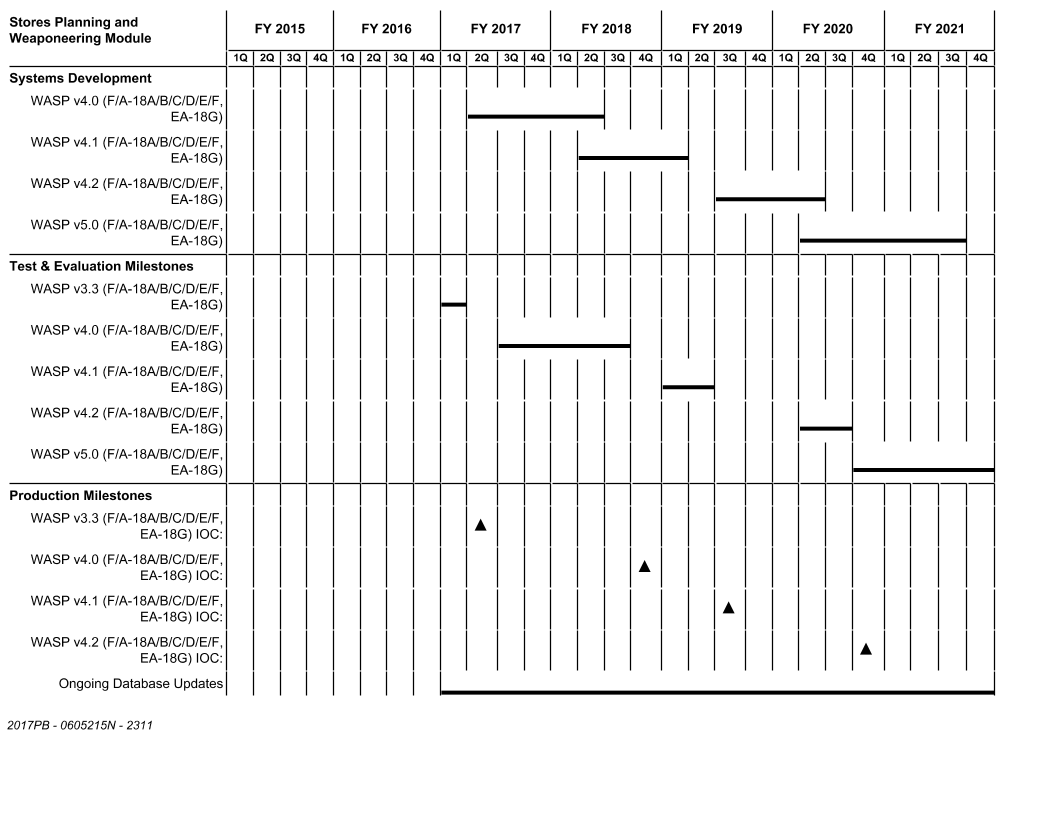 Stores Planning and
Weaponeering Module
FY 2015 FY 2016 FY 2017 FY 2018 FY 2019 FY 2020 FY 2021
1Q 2Q 3Q 4Q 1Q 2Q 3Q 4Q 1Q 2Q 3Q 4Q 1Q 2Q 3Q 4Q 1Q 2Q 3Q 4Q 1Q 2Q 3Q 4Q 1Q 2Q 3Q 4Q
Systems Development
WASP v4.0 (F/A-18A/B/C/D/E/F,
EA-18G)
WASP v4.1 (F/A-18A/B/C/D/E/F,
EA-18G)
WASP v4.2 (F/A-18A/B/C/D/E/F,
EA-18G)
WASP v5.0 (F/A-18A/B/C/D/E/F,
EA-18G)
Test & Evaluation Milestones
WASP v3.3 (F/A-18A/B/C/D/E/F,
EA-18G)
WASP v4.0 (F/A-18A/B/C/D/E/F,
EA-18G)
WASP v4.1 (F/A-18A/B/C/D/E/F,
EA-18G)
WASP v4.2 (F/A-18A/B/C/D/E/F,
EA-18G)
WASP v5.0 (F/A-18A/B/C/D/E/F,
EA-18G)
Production Milestones
WASP v3.3 (F/A-18A/B/C/D/E/F,
EA-18G) IOC:
WASP v4.0 (F/A-18A/B/C/D/E/F,
EA-18G) IOC:
WASP v4.1 (F/A-18A/B/C/D/E/F,
EA-18G) IOC:
WASP v4.2 (F/A-18A/B/C/D/E/F,
EA-18G) IOC:
Ongoing Database Updates
2017PB - 0605215N - 2311